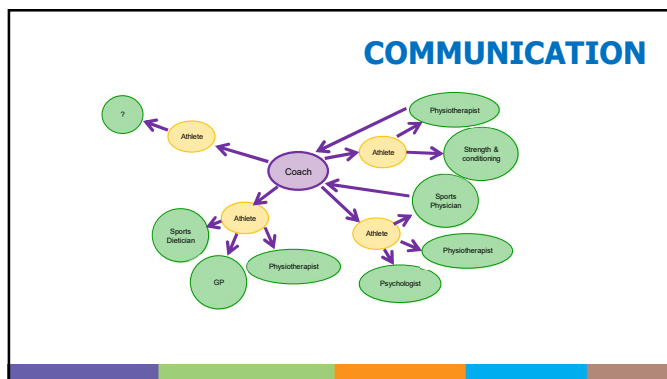 COMMUNICATION
?
Athlete
Physiotherapist
Athlete
Strength &
conditioning
Coach
Sports
Physician
Athlete
Sports
Dietician
Athlete
Physiotherapist
Physiotherapist
GP
Psychologist